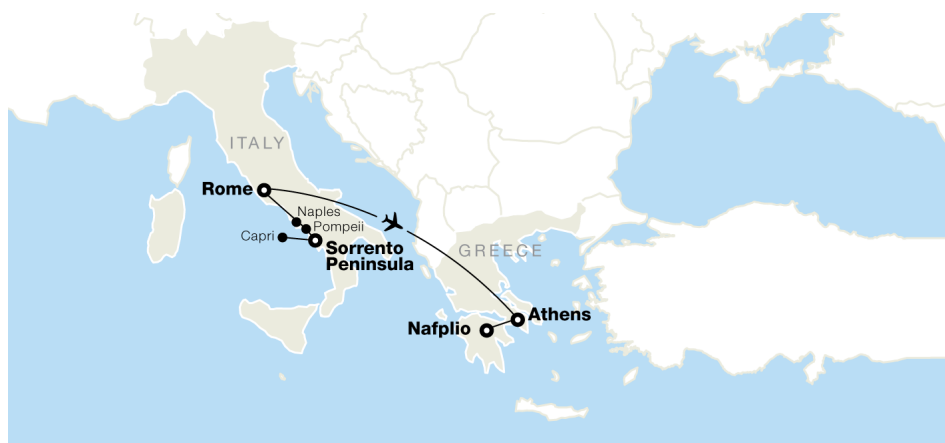 ITALY
Rome
Naples
Pompeii
Capri
Sorrento
Peninsula
GREECE
Athens
Nafplio